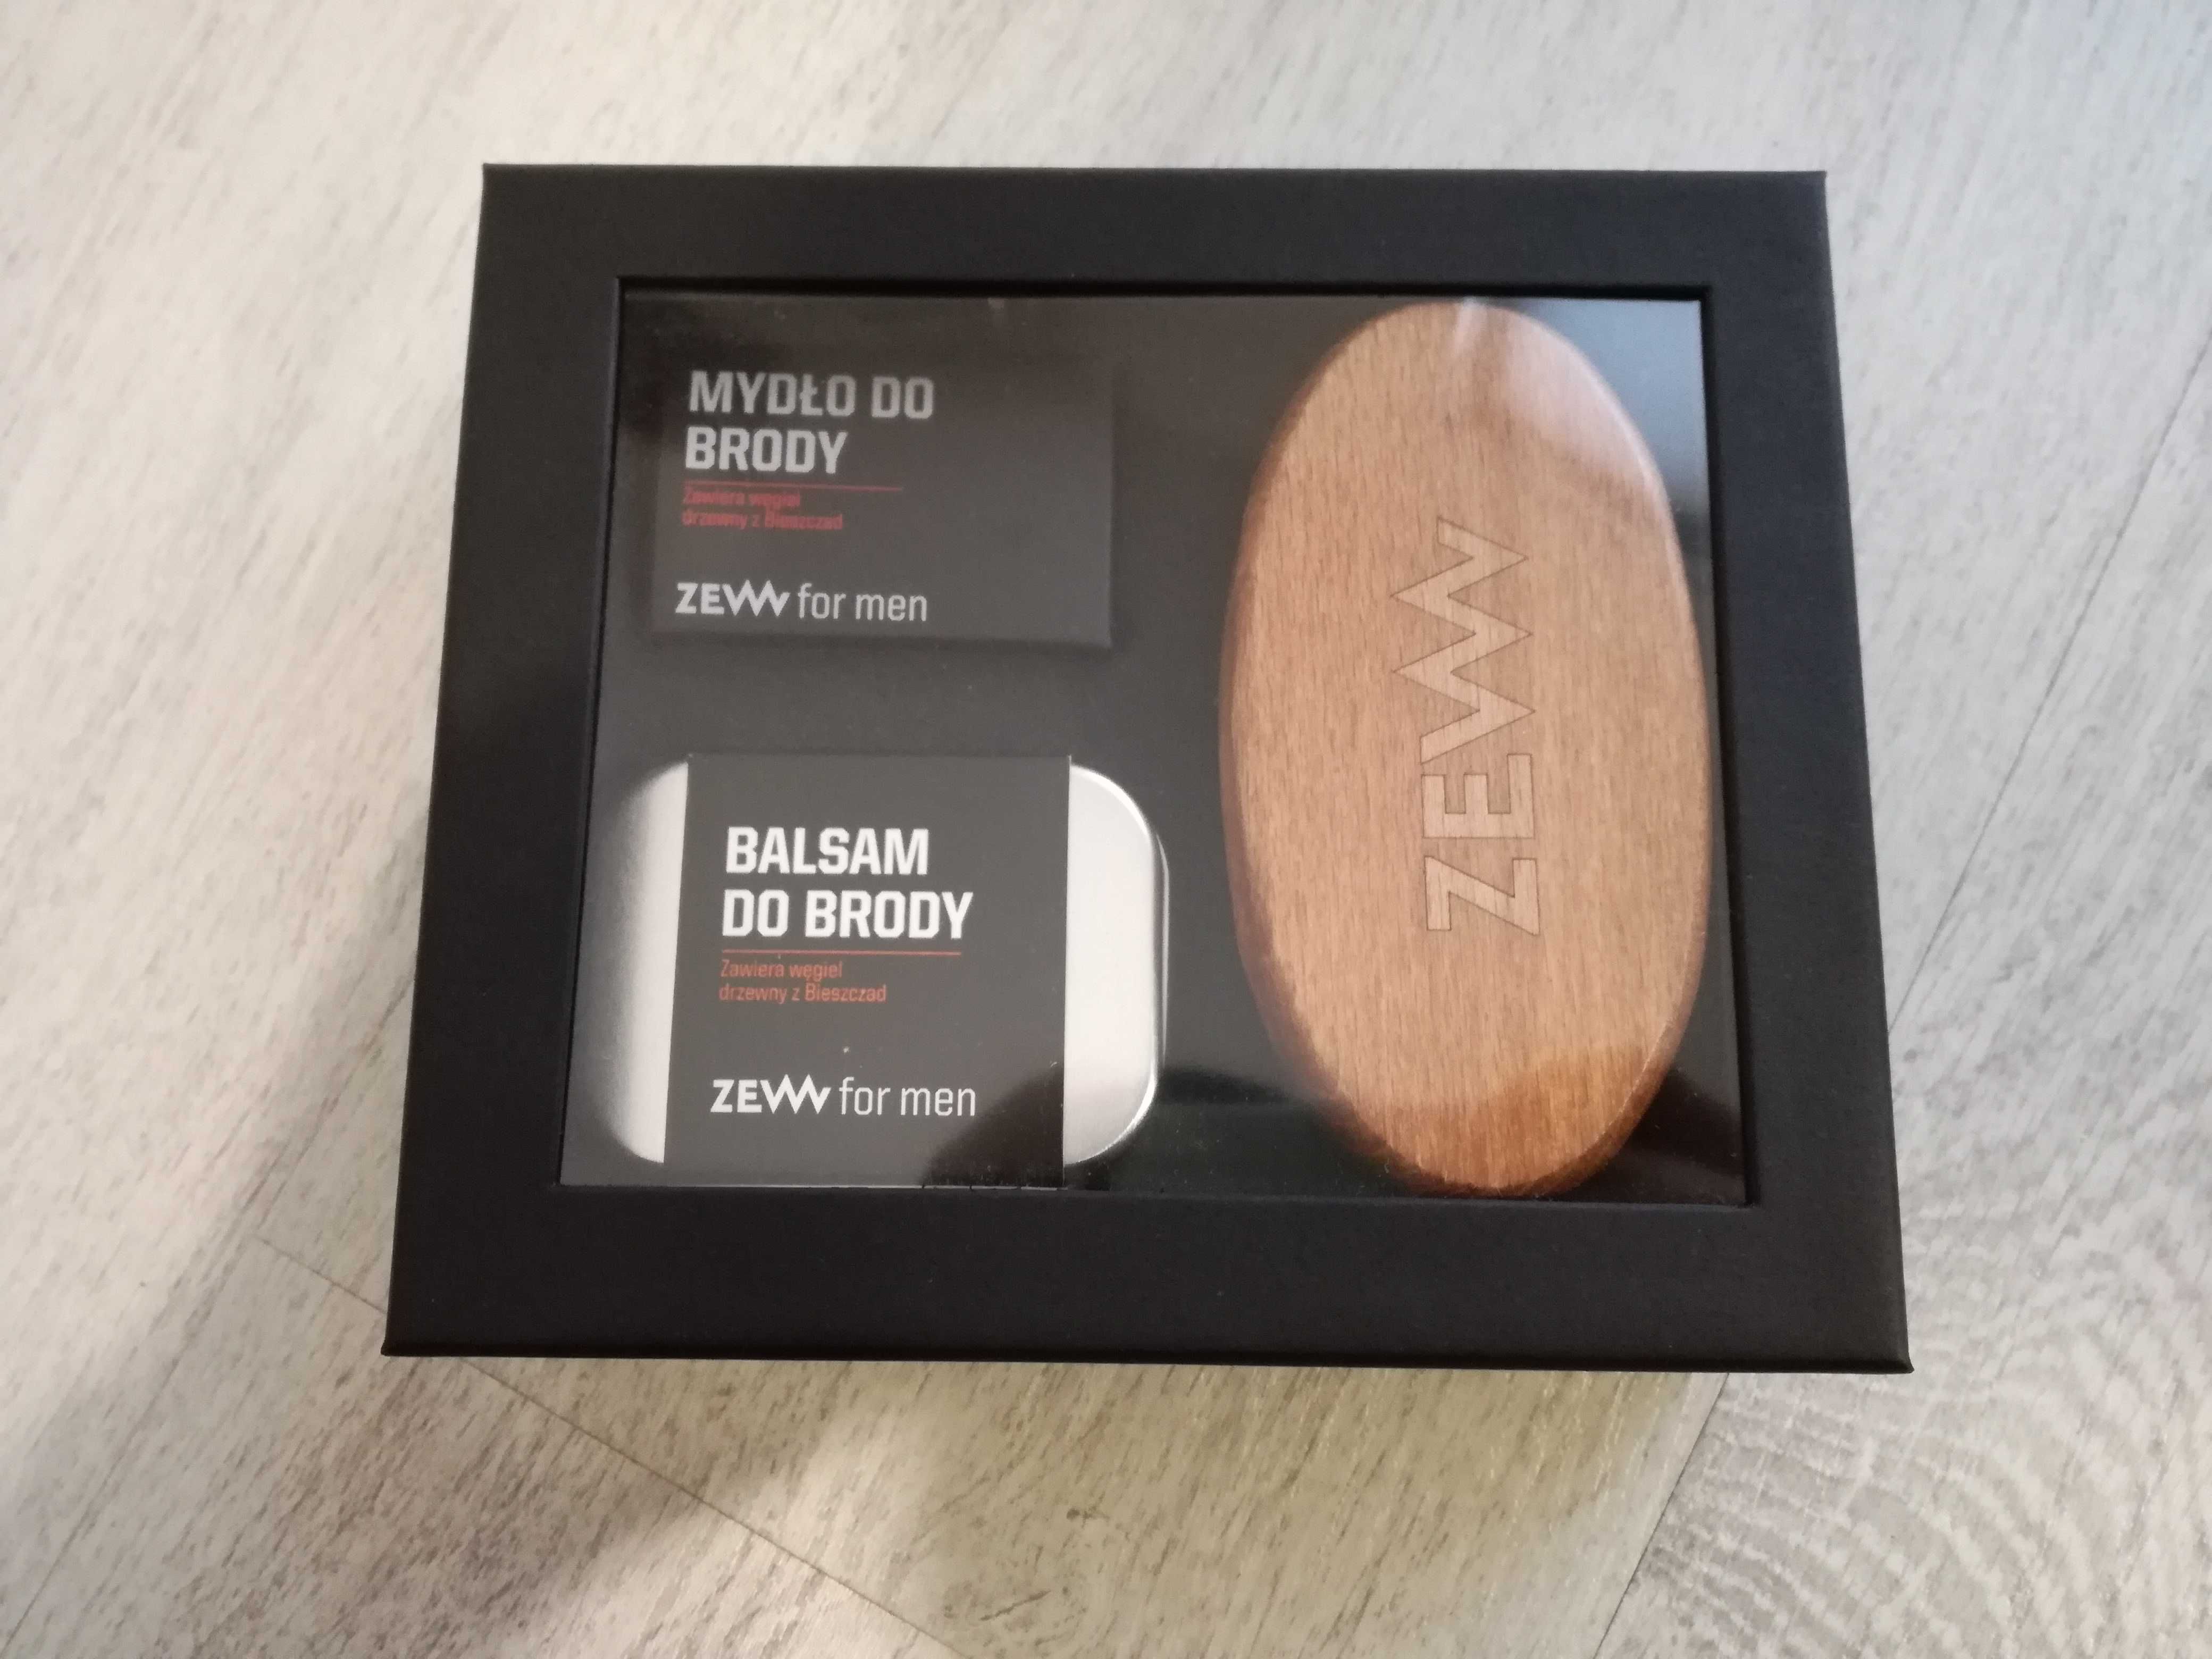 MYDŁO DO
BRODY
Zawiera węgiel
drzewny z Bieszczad
ZEW for men
BALSAM
DO BRODY
Zawiera węgiel
drzewny z Bieszczad
ZEW for men
ZEW